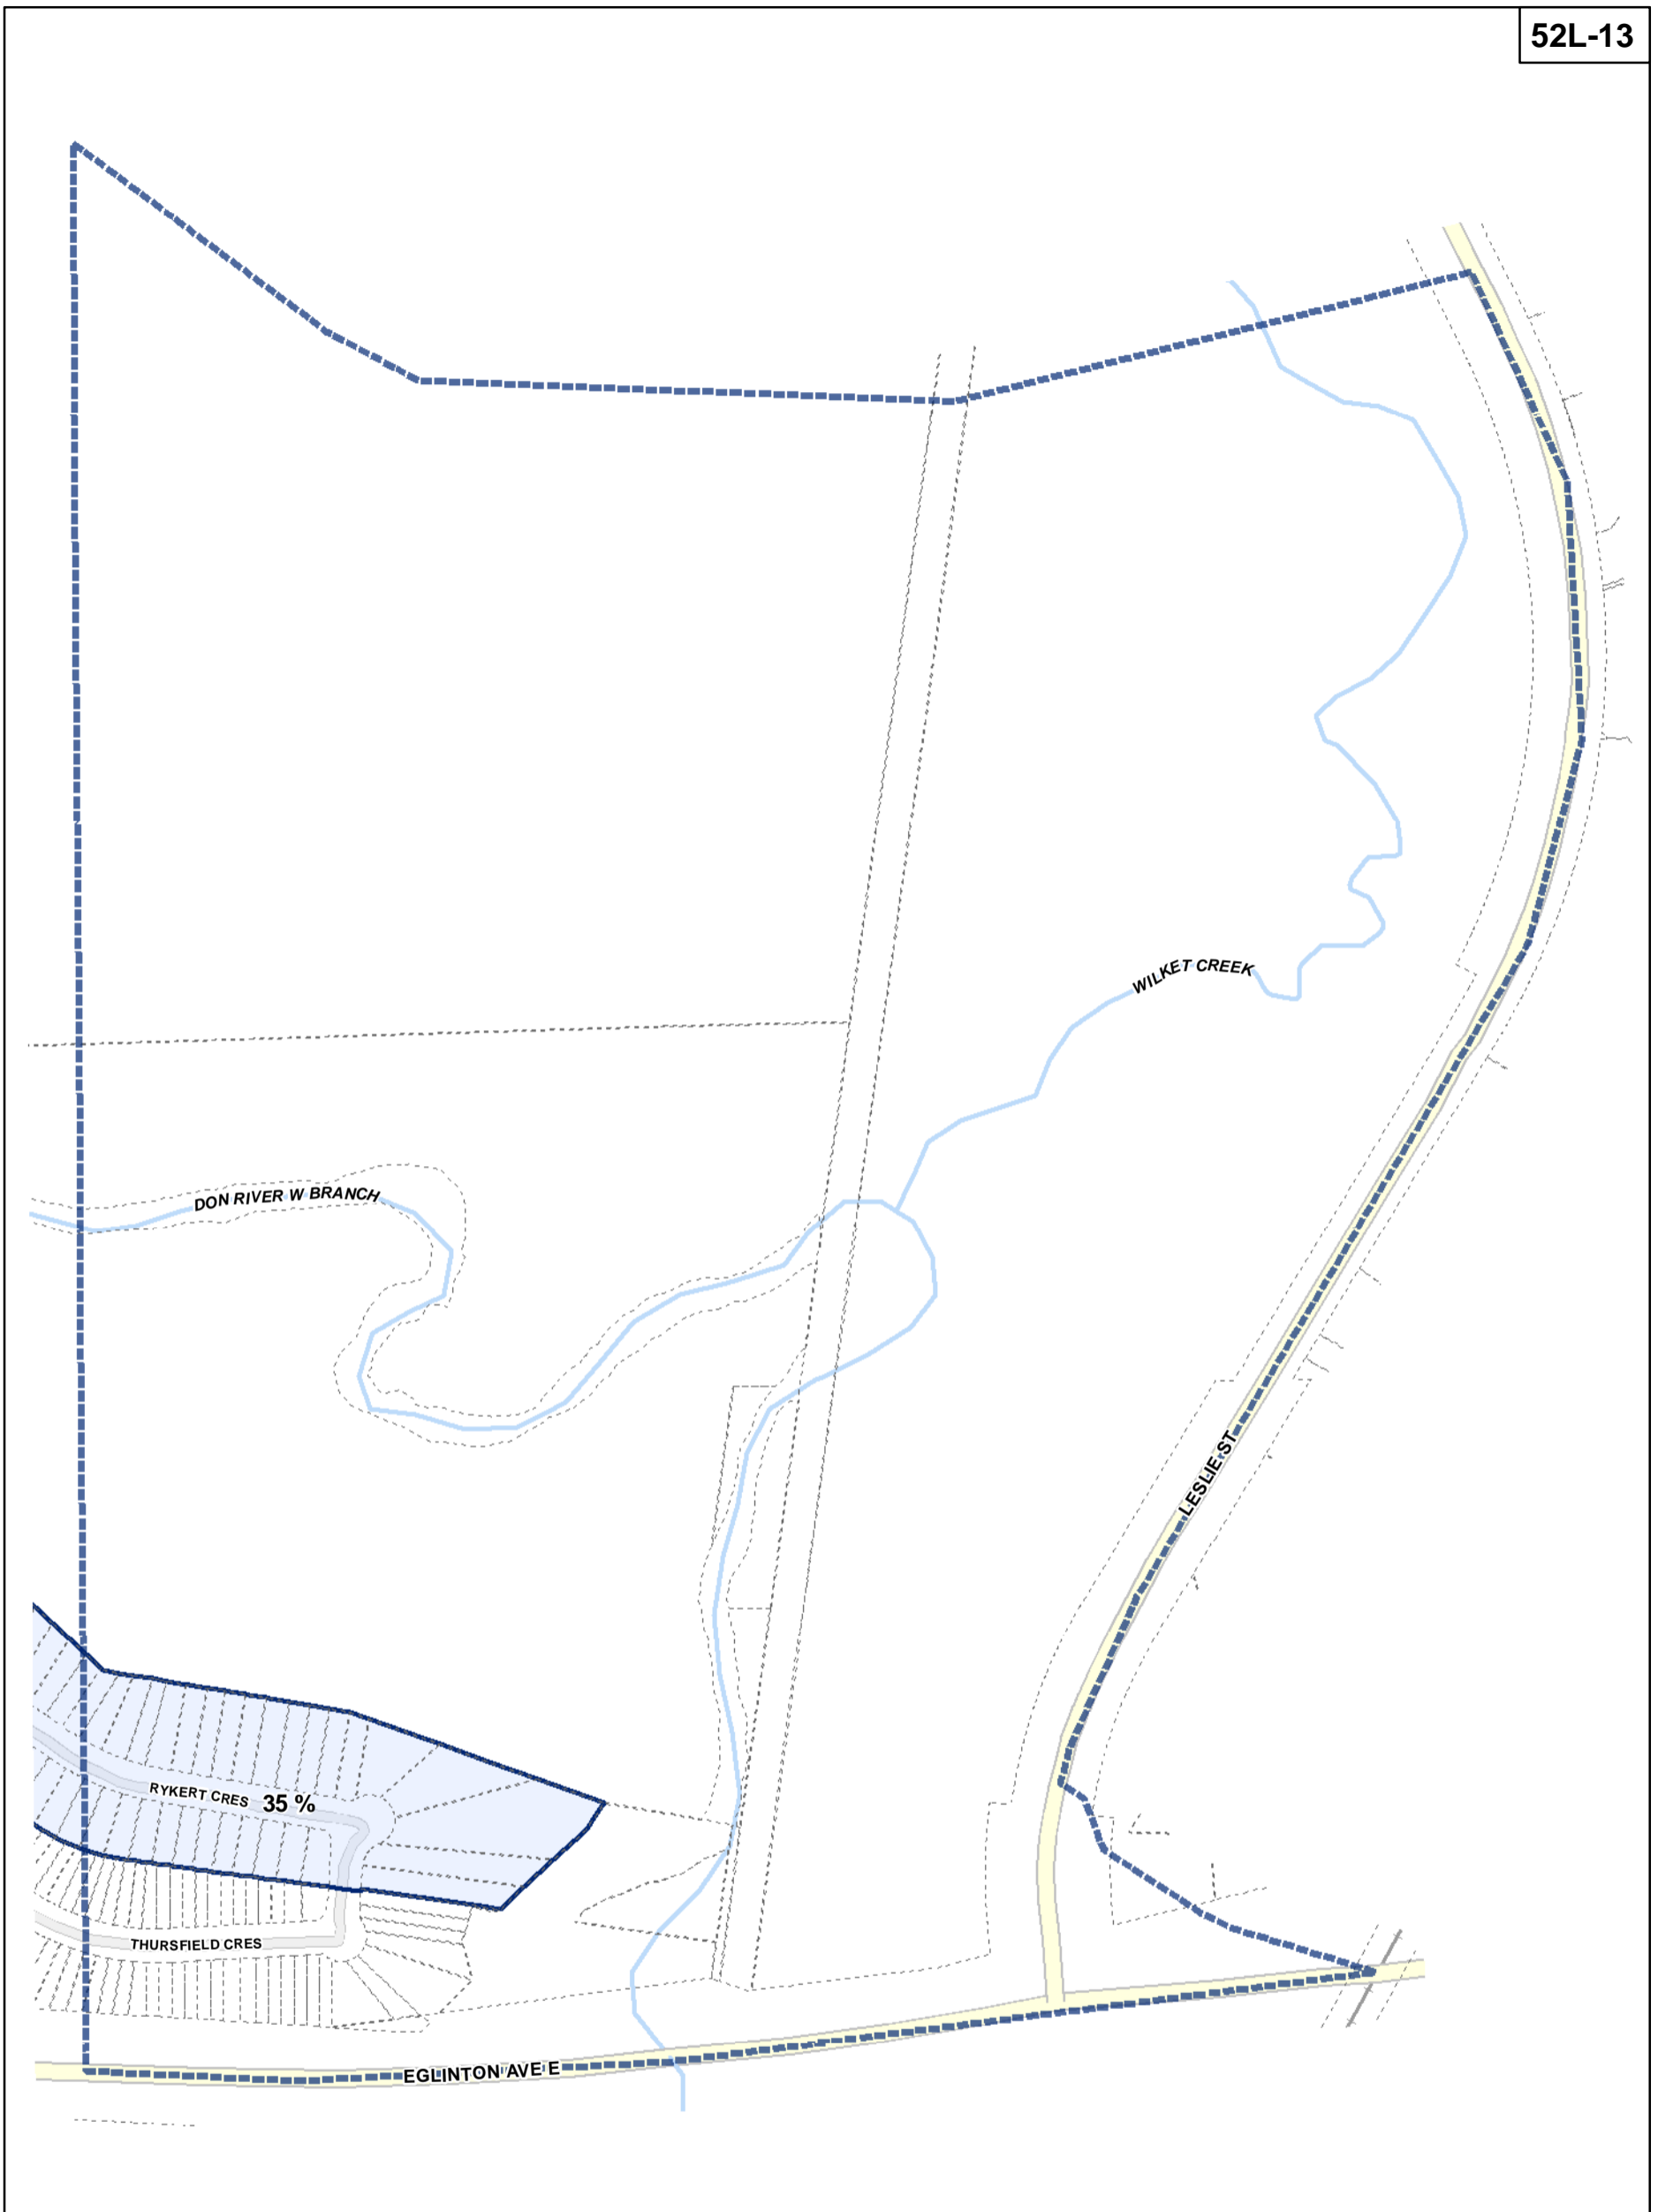 52L-13
WILKET CREEK
DON RIVER W BRANCH
LESLIE ST
RYKERT CRES
35 %
THURSFIELD CRES
EGLINTON AVE E